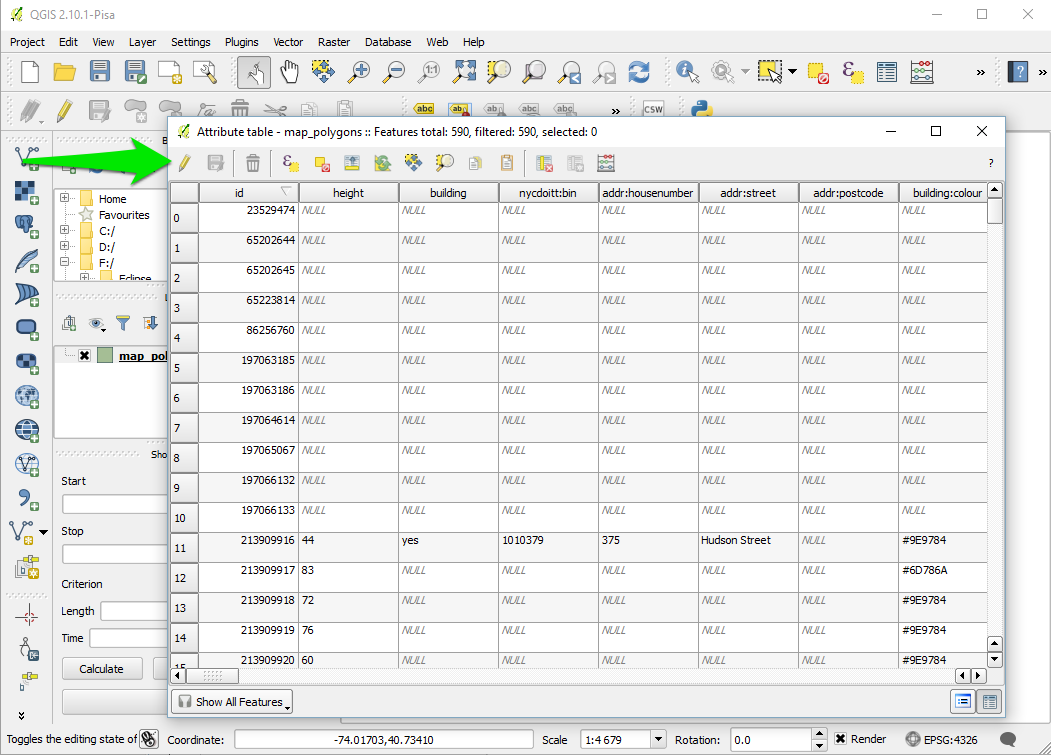 QGIS 2.10.1-Pisa
Project Edit View Layer Settings Plugins Vector Raster Database Web Help
1:1
»
?
»
abc abc abc abc abc » CSW
Attribute table - map_polygons :: Features total: 590, filtered: 590, selected: 0
?
id height building nycdoitt:bin addr:housenumber addr:street addr:postcode building:colour
0 23529474 NULL NULL NULL NULL NULL NULL NULL
1 65202644 NULL NULL NULL NULL NULL NULL NULL
2 65202645 NULL NULL NULL NULL NULL NULL NULL
3 65223814 NULL NULL NULL NULL NULL NULL NULL
4 86256760 NULL NULL NULL NULL NULL NULL NULL
5 197063185 NULL NULL NULL NULL NULL NULL NULL
6 197063186 NULL NULL NULL NULL NULL NULL NULL
7 197064614 NULL NULL NULL NULL NULL NULL NULL
8 197065067 NULL NULL NULL NULL NULL NULL NULL
9 197066132 NULL NULL NULL NULL NULL NULL NULL
10 197066133 NULL NULL NULL NULL NULL NULL NULL
11 213909916 44 yes 1010379 375 Hudson Street NULL #9E9784
12 213909917 83 NULL NULL NULL NULL NULL #6D786A
13 213909918 72 NULL NULL NULL NULL NULL #9E9784
14 213909919 76 NULL NULL NULL NULL NULL #9E9784
15 213909920 60 NULL NULL NULL NULL NULL #9E9784
Show All Features
Home
Favourites
C:/
D:/
F:/
Eclipse
map_pol
Sho
Start
Stop
Criterion
Length
Time
Calculate
»
Toggles the editing state of Coordinate: -74.01703,40.73410 Scale 1:4 679 Rotation: 0.0 Render EPSG:4326